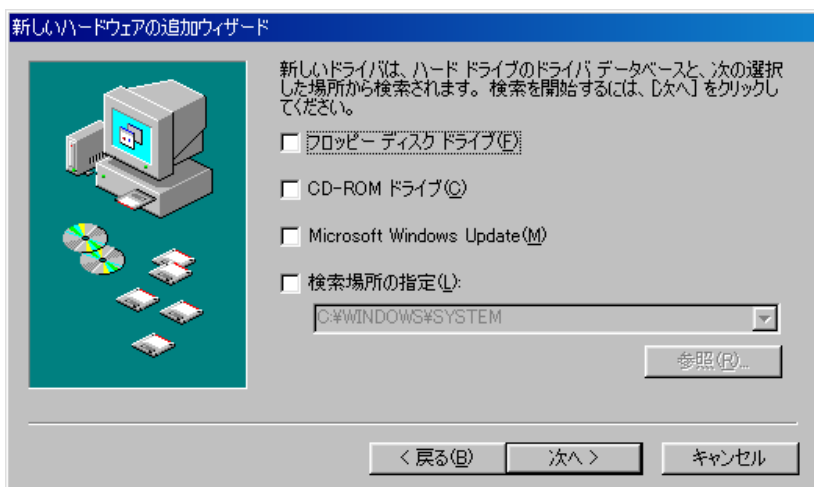 新しいハードウェアの追加ウィザード
新しいドライバは、ハード ドライブのドライバ データベースと、次の選択
した場所から検索されます。検索を開始するには、[次へ] をクリックし
てください。
フロッピー ディスク ドライブ(F)
CD-ROM ドライブ(C)
Microsoft Windows Update(M)
検索場所の指定(L):
C:¥WINDOWS¥SYSTEM
参照(R)...
< 戻る(B)
次へ >
キャンセル